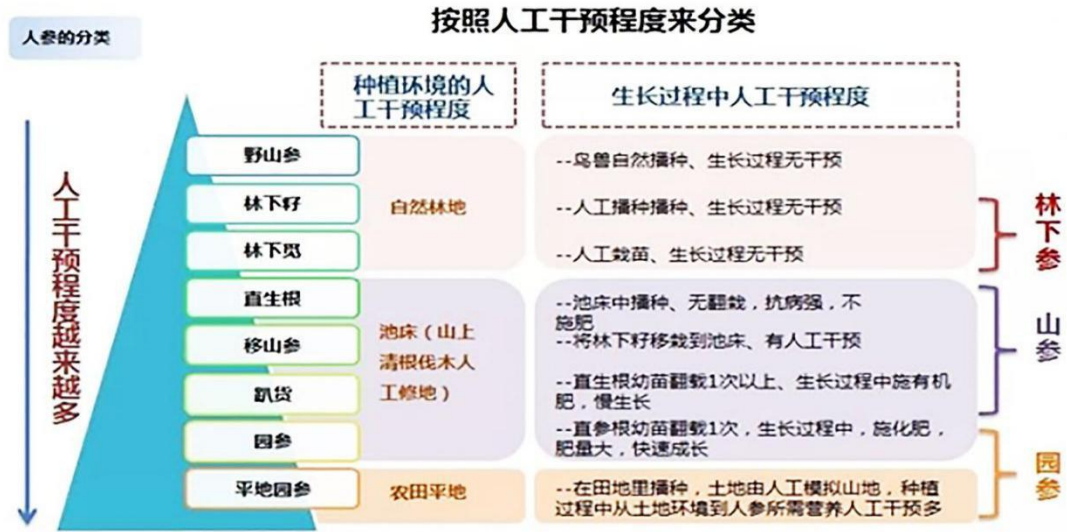 按照人工干预程度来分类
人参的分类
种植环境的人
工干预程度
生长过程中人工干预程度
人工干预程度越来越多
野山参
--鸟兽自然播种、生长过程无干预
林下籽
自然林地
--人工播种播种、生长过程无干预
林下觅
--人工栽苗、生长过程无干预
林下参
直生根
--池床中播种、无翻栽，抗病强，不
施肥
移山参
池床（山上
清根伐木人
工修地）
--将林下籽移栽到池床、有人工干预
趴货
--直生根幼苗翻载1次以上、生长过程中施有机
肥，慢生长
山参
园参
--直参根幼苗翻载1次，生长过程中，施化肥，
肥量大，快速成长
平地园参
农田平地
--在田地里播种，土地由人工模拟山地，种植
过程中从土地环境到人参所需营养人工干预多
园参